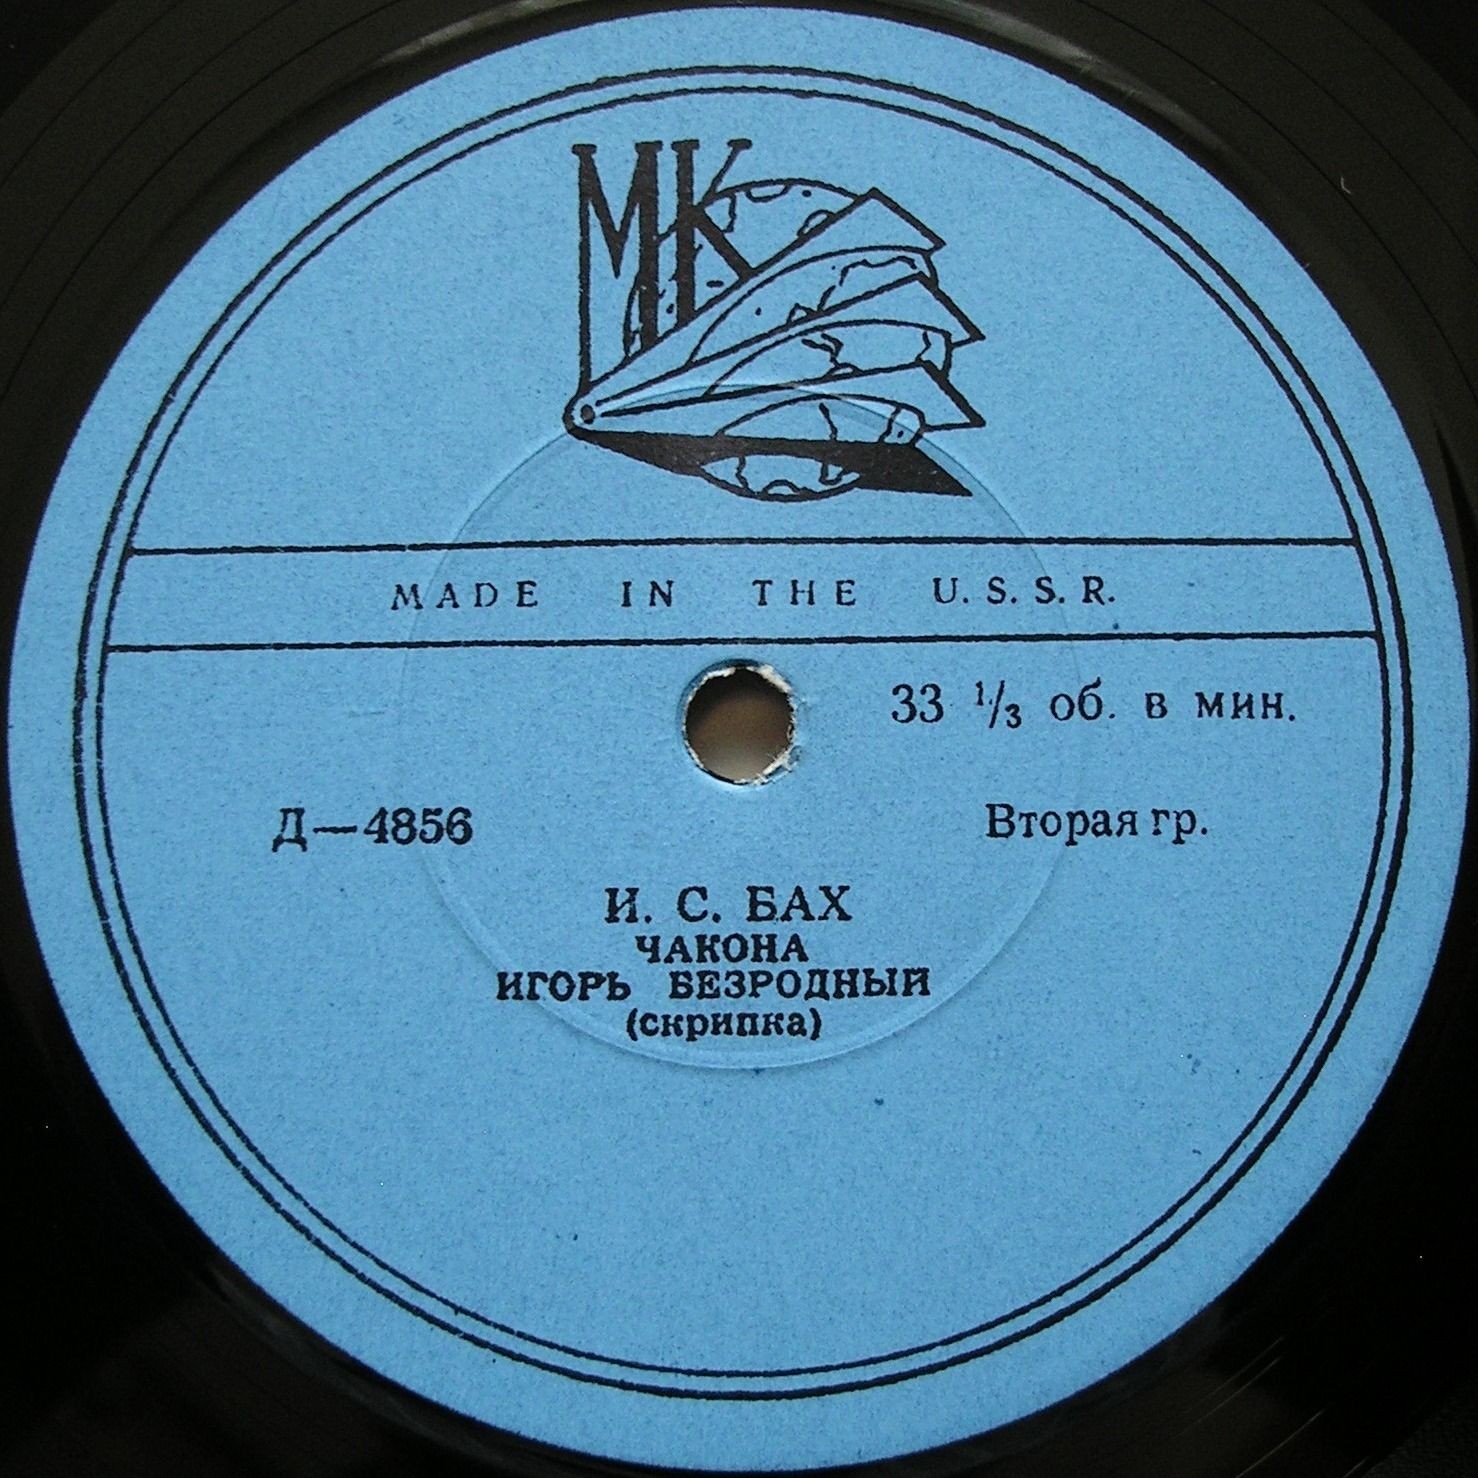 МК
MADE IN THE U.S.S.R.
33 1/3 об. в мин.
Д—4856
Вторая гр.
И. С. БАХ
ЧАКОНА
ИГОРЬ БЕЗРОДНЫЙ
(скрипка)